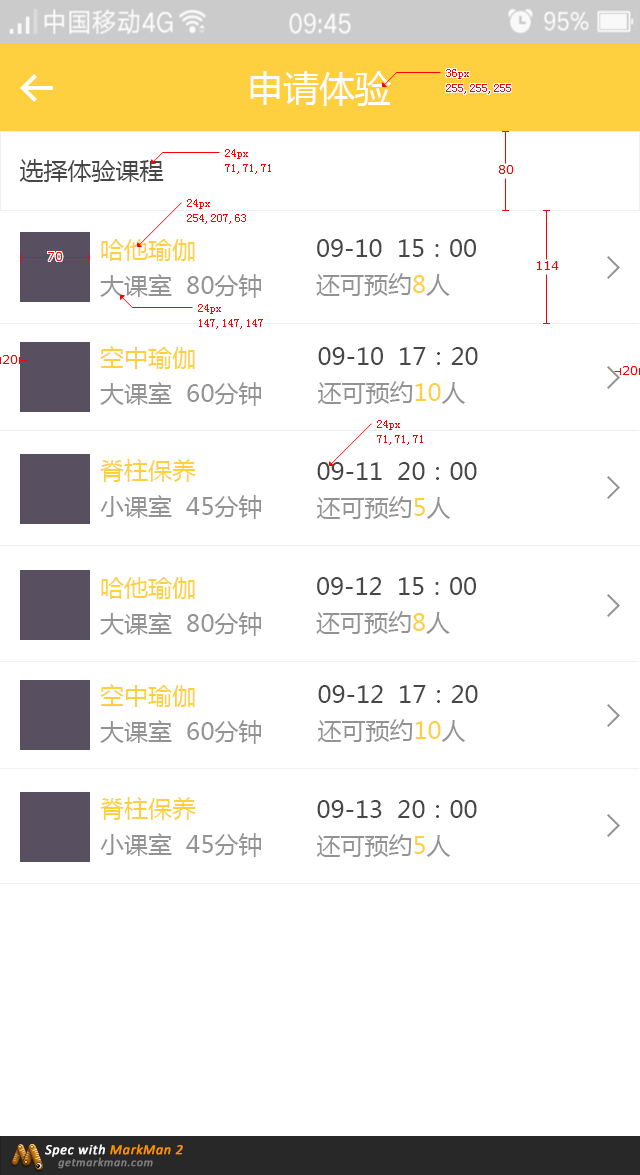 中国移动4G 09:45 95%
申请体验
36px
255,255,255
选择体验课程
24px
71,71,71
80
24px
254,207,63
70
哈他瑜伽 09-10 15：00
114
大课室 80分钟 还可预约8人
24px
147,147,147
空中瑜伽 09-10 17：20
20
20
大课室 60分钟 还可预约10人
24px
71,71,71
脊柱保养 09-11 20：00
小课室 45分钟 还可预约5人
哈他瑜伽 09-12 15：00
大课室 80分钟 还可预约8人
空中瑜伽 09-12 17：20
大课室 60分钟 还可预约10人
脊柱保养 09-13 20：00
小课室 45分钟 还可预约5人
Spec with MarkMan 2
getmarkman.com